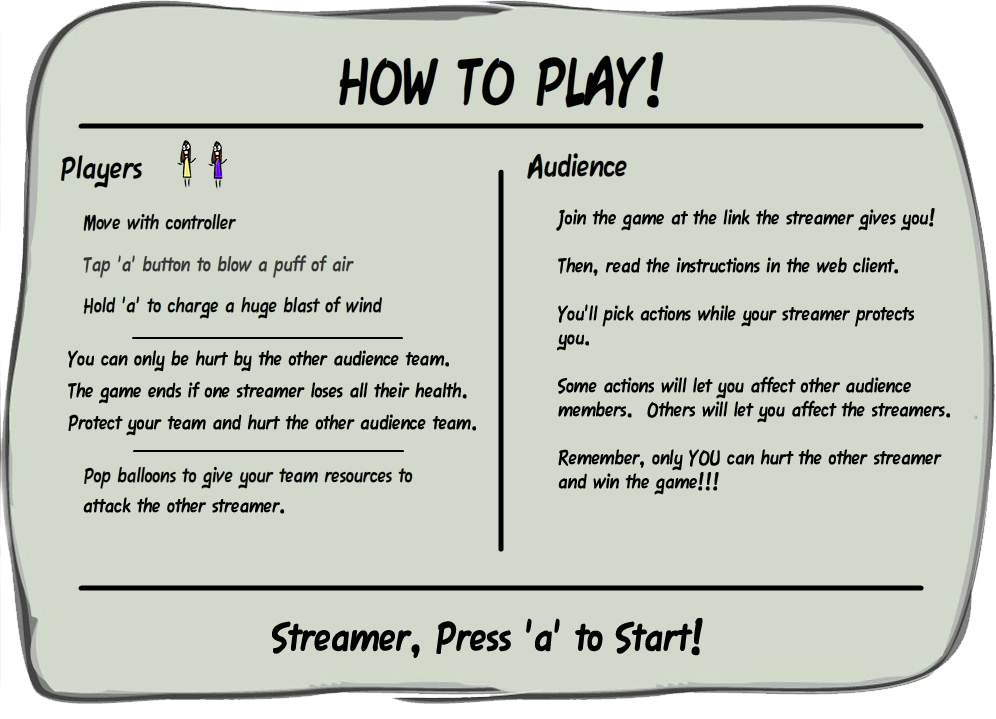 HOW TO PLAY!
Players
Move with controller
Tap 'a' button to blow a puff of air
Hold 'a' to charge a huge blast of wind
You can only be hurt by the other audience team.
The game ends if one streamer loses all their health.
Protect your team and hurt the other audience team.
Pop balloons to give your team resources to
attack the other streamer.
Audience
Join the game at the link the streamer gives you!
Then, read the instructions in the web client.
You'll pick actions while your streamer protects
you.
Some actions will let you affect other audience
members.  Others will let you affect the streamers.
Remember, only YOU can hurt the other streamer
and win the game!!!
Streamer, Press 'a' to Start!